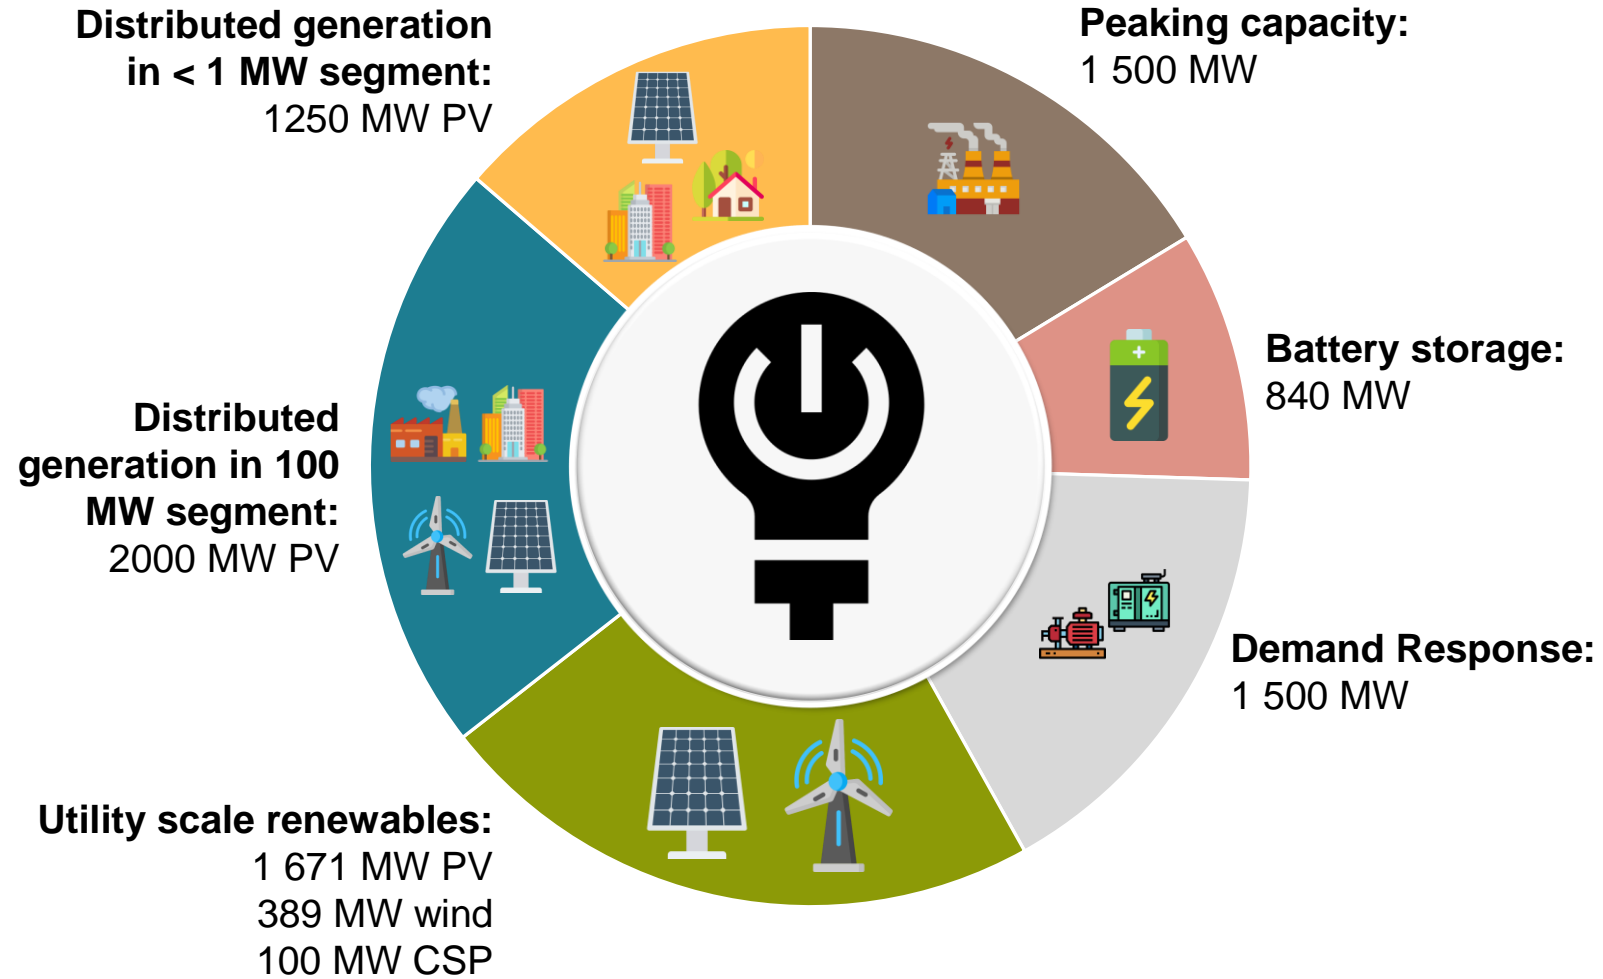 Distributed generation
in < 1 MW segment:
1250 MW PV
Peaking capacity:
1 500 MW
Battery storage:
840 MW
Distributed
generation in 100
MW segment:
2000 MW PV
Demand Response:
1 500 MW
Utility scale renewables:
1 671 MW PV
389 MW wind
100 MW CSP